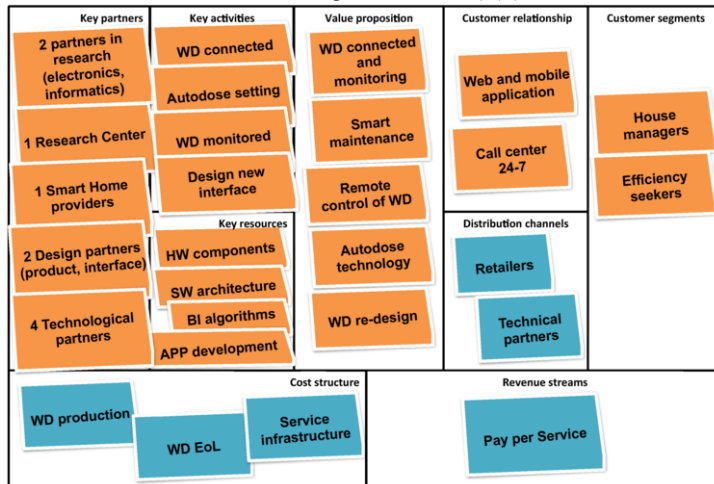 Key partners
2 partners in
research
(electronics,
informatics)
1 Research Center
1 Smart Home
providers
2 Design partners
(product, interface)
4 Technological
partners
Key activities
WD connected
Autodose setting
WD monitored
Design new
interface
Key resources
HW components
SW architecture
BI algorithms
APP development
Value proposition
WD connected
and
monitoring
Smart
maintenance
Remote
control of WD
Autodose
technology
WD re-design
Customer relationship
Web and mobile
application
Call center
24-7
Distribution channels
Retailers
Technical
partners
Customer segments
House
managers
Efficiency
seekers
Cost structure
WD production
WD EoL
Service
infrastructure
Revenue streams
Pay per Service